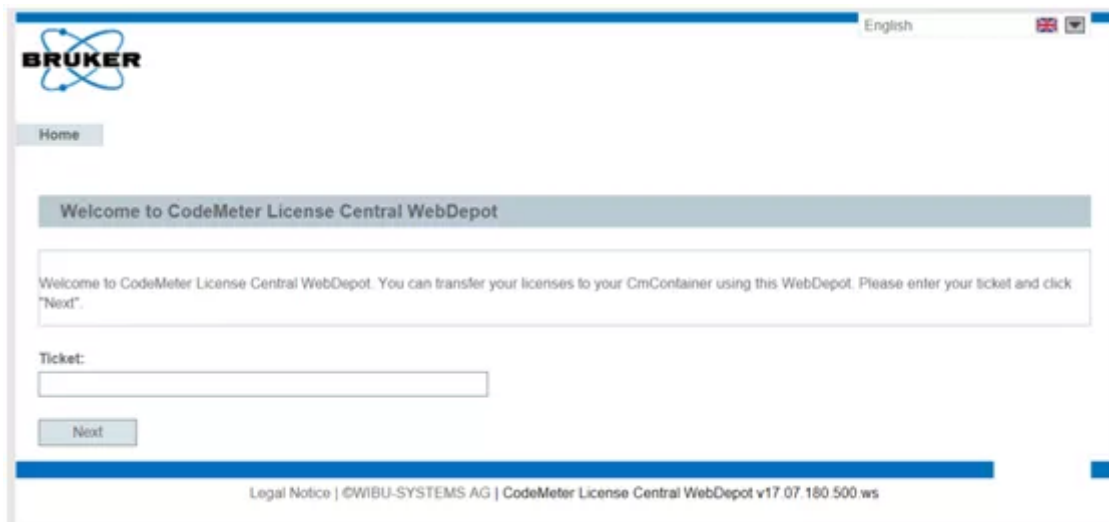 English
BRUKER
Home
Welcome to CodeMeter License Central WebDepot
Welcome to CodeMeter License Central WebDepot. You can transfer your licenses to your CmContainer using this WebDepot. Please enter your ticket and click
"Next".
Ticket:
Next
Legal Notice | ©WIBU-SYSTEMS AG | CodeMeter License Central WebDepot v17.07.180.500.ws